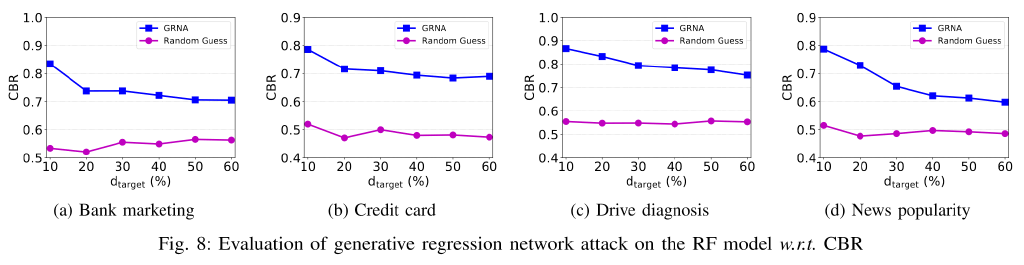 1.0
0.9
0.8
0.7
0.6
0.5
CBR
GRNA
Random Guess
10 20 30 40 50 60
d_target (%)
(a) Bank marketing
0.9
0.8
0.7
0.6
0.5
0.4
CBR
GRNA
Random Guess
10 20 30 40 50 60
d_target (%)
(b) Credit card
1.0
0.9
0.8
0.7
0.6
0.5
0.4
CBR
GRNA
Random Guess
10 20 30 40 50 60
d_target (%)
(c) Drive diagnosis
0.9
0.8
0.7
0.6
0.5
0.4
CBR
GRNA
Random Guess
10 20 30 40 50 60
d_target (%)
(d) News popularity
Fig. 8: Evaluation of generative regression network attack on the RF model w.r.t. CBR